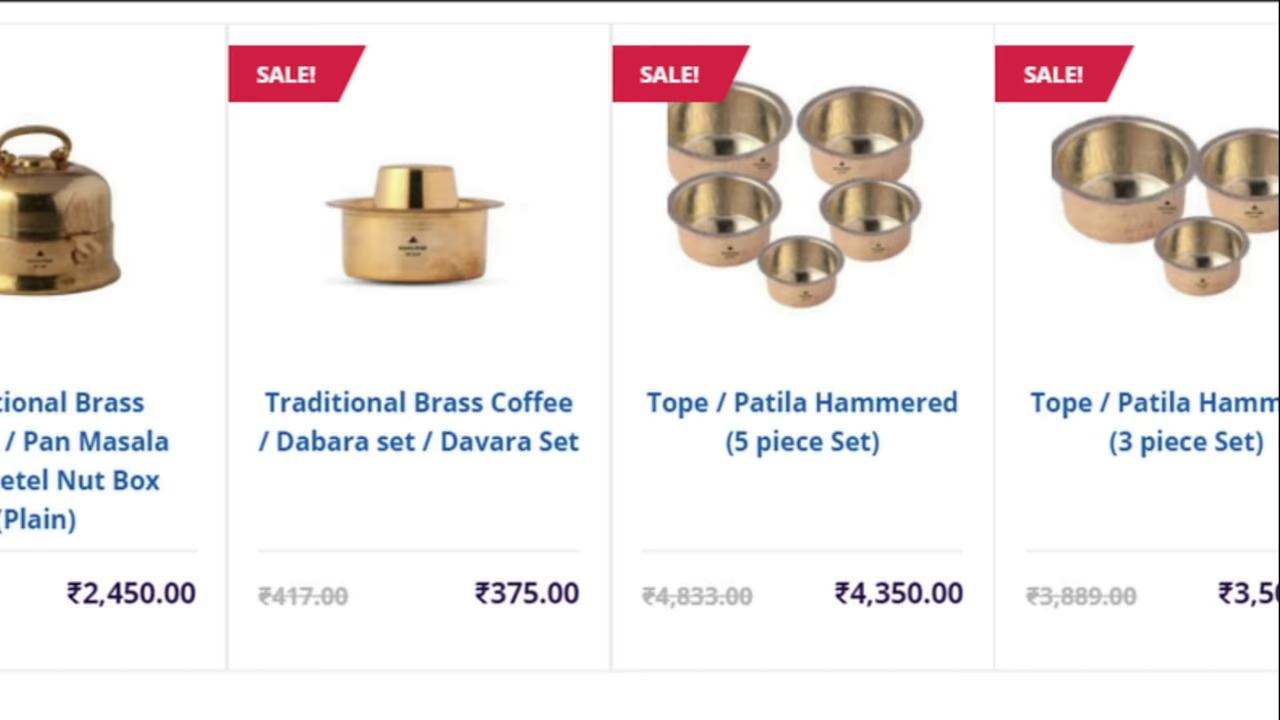 SALE!
SALE!
SALE!
tional Brass
/ Pan Masala
etel Nut Box
(Plain)
₹2,450.00
Traditional Brass Coffee
/ Dabara set / Davara Set
₹417.00
₹375.00
Tope / Patila Hammered
(5 piece Set)
₹4,833.00
₹4,350.00
Tope / Patila Hamm
(3 piece Set)
₹3,889.00
₹3,5